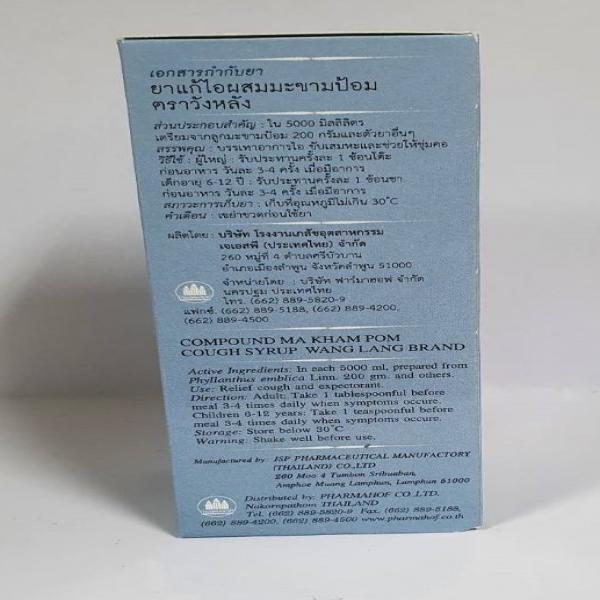 เอกสารกำกับยา
ยาแก้ไอผสมมะขามป้อม
ตราวังหลัง
ส่วนประกอบสำคัญ : ใน 5000 มิลลิลิตร
เตรียมจากลูกมะขามป้อม 200 กรัมและตัวยาอื่นๆ
สรรพคุณ : บรรเทาอาการไอ ขับเสมหะและช่วยให้ชุ่มคอ
วิธีใช้ : ผู้ใหญ่ : รับประทานครั้งละ 1 ช้อนโต๊ะ
ก่อนอาหาร วันละ 3-4 ครั้ง เมื่อมีอาการ
เด็กอายุ 6-12 ปี : รับประทานครั้งละ 1 ช้อนชา
ก่อนอาหาร วันละ 3-4 ครั้ง เมื่อมีอาการ
สภาวะการเก็บยา : เก็บที่อุณหภูมิไม่เกิน 30°C
คำเตือน : เขย่าขวดก่อนใช้ยา
ผลิตโดย : บริษัท โรงงานเภสัชอุตสาหกรรม
เจเอสพี (ประเทศไทย) จำกัด
260 หมู่ที่ 4 ตำบลศรีบัวบาน
อำเภอเมืองลำพูน จังหวัดลำพูน 51000
จำหน่ายโดย : บริษัท ฟาร์มาฮอฟ จำกัด
นครปฐม ประเทศไทย
โทร. (662) 889-5820-9
แฟกซ์. (662) 889-5188, (662) 889-4200,
(662) 889-4500
COMPOUND MA KHAM POM
COUGH SYRUP WANG LANG BRAND
Active Ingredients: In each 5000 ml, prepared from
Phyllanthus emblica Linn. 200 gm. and others.
Use: Relief cough and expectorant.
Direction: Adult: Take 1 tablespoonful before
meal 3-4 times daily when symptoms occure.
Children 6-12 years: Take 1 teaspoonful before
meal 3-4 times daily when symptoms occure.
Storage: Store below 30°C
Warning: Shake well before use.
Manufactured by : JSP PHARMACEUTICAL MANUFACTORY
(THAILAND) CO.,LTD
260 Moo 4 Tumbon Sribuaban,
Amphoe Muang Lamphun, Lamphun 51000
Distributed by: PHARMAHOF CO.,LTD.
Nakornpathom THAILAND
Tel. (662) 889-5820-9 Fax. (662) 889-5188,
(662) 889-4200, (662) 889-4500 www.pharmahof.co.th